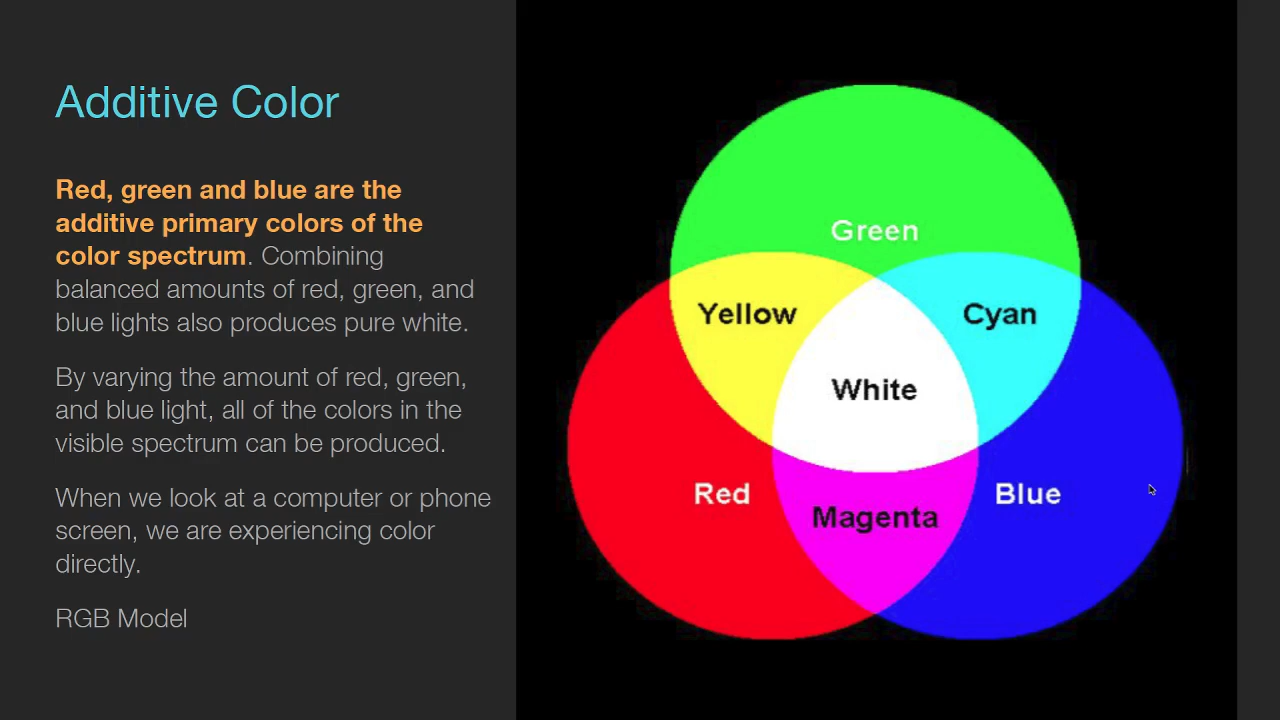 Additive Color
Red, green and blue are the
additive primary colors of the
color spectrum. Combining
balanced amounts of red, green, and
blue lights also produces pure white.
By varying the amount of red, green,
and blue light, all of the colors in the
visible spectrum can be produced.
When we look at a computer or phone
screen, we are experiencing color
directly.
RGB Model
Green
Yellow
Cyan
White
Red
Blue
Magenta